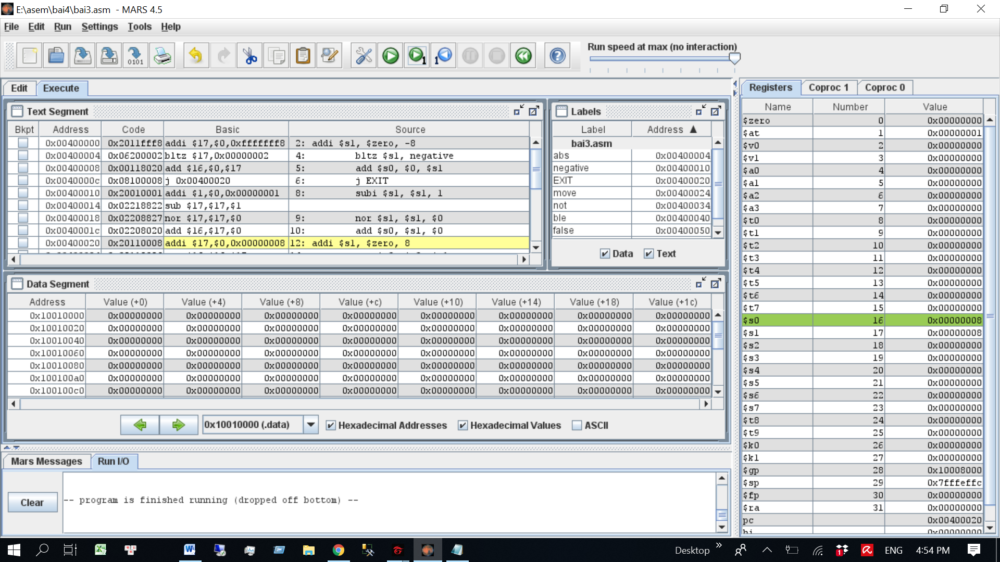 E:\asem\bai4\bai3.asm - MARS 4.5
File Edit Run Settings Tools Help
Run speed at max (no interaction)
Edit Execute
Text Segment
Bkpt Address Code Basic Source
0x00400000 0x2011fff8 addi $17,$0,0xfffffff8 2: addi $s1, $zero, -8
0x00400004 0x06200002 bltz $17,0x00000002 4: bltz $s1, negative
0x00400008 0x00118020 add $16,$0,$17 5: add $s0, $0, $s1
0x0040000c 0x08100008 j 0x00400020 6: j EXIT
0x00400010 0x20010001 addi $1,$0,0x00000001 8: subi $s1, $s1, 1
0x00400014 0x02218822 sub $17,$17,$1
0x00400018 0x02208827 nor $17,$17,$0 9: nor $s1, $s1, $0
0x0040001c 0x02208020 add $16,$17,$0 10: add $s0, $s1, $0
0x00400020 0x20110008 addi $17,$0,0x00000008 12: addi $s1, $zero, 8
Labels
Label Address ▲
bai3.asm
abs 0x00400004
negative 0x00400010
EXIT 0x00400020
move 0x00400024
not 0x00400034
ble 0x00400040
false 0x00400050
Data Text
Data Segment
Address Value (+0) Value (+4) Value (+8) Value (+c) Value (+10) Value (+14) Value (+18) Value (+1c)
0x10010000 0x00000000 0x00000000 0x00000000 0x00000000 0x00000000 0x00000000 0x00000000 0x00000000
0x10010020 0x00000000 0x00000000 0x00000000 0x00000000 0x00000000 0x00000000 0x00000000 0x00000000
0x10010040 0x00000000 0x00000000 0x00000000 0x00000000 0x00000000 0x00000000 0x00000000 0x00000000
0x10010060 0x00000000 0x00000000 0x00000000 0x00000000 0x00000000 0x00000000 0x00000000 0x00000000
0x10010080 0x00000000 0x00000000 0x00000000 0x00000000 0x00000000 0x00000000 0x00000000 0x00000000
0x100100a0 0x00000000 0x00000000 0x00000000 0x00000000 0x00000000 0x00000000 0x00000000 0x00000000
0x100100c0 0x00000000 0x00000000 0x00000000 0x00000000 0x00000000 0x00000000 0x00000000 0x00000000
0x10010000 (.data) Hexadecimal Addresses Hexadecimal Values ASCII
Mars Messages Run I/O
Clear
-- program is finished running (dropped off bottom) --
Registers Coproc 1 Coproc 0
Name Number Value
$zero 0 0x00000000
$at 1 0x00000001
$v0 2 0x00000000
$v1 3 0x00000000
$a0 4 0x00000000
$a1 5 0x00000000
$a2 6 0x00000000
$a3 7 0x00000000
$t0 8 0x00000000
$t1 9 0x00000000
$t2 10 0x00000000
$t3 11 0x00000000
$t4 12 0x00000000
$t5 13 0x00000000
$t6 14 0x00000000
$t7 15 0x00000000
$s0 16 0x00000008
$s1 17 0x00000008
$s2 18 0x00000000
$s3 19 0x00000000
$s4 20 0x00000000
$s5 21 0x00000000
$s6 22 0x00000000
$s7 23 0x00000000
$t8 24 0x00000000
$t9 25 0x00000000
$k0 26 0x00000000
$k1 27 0x00000000
$gp 28 0x10008000
$sp 29 0x7fffeffc
$fp 30 0x00000000
$ra 31 0x00000000
pc 0x00400020
hi 0x00000000
Desktop ENG 4:54 PM